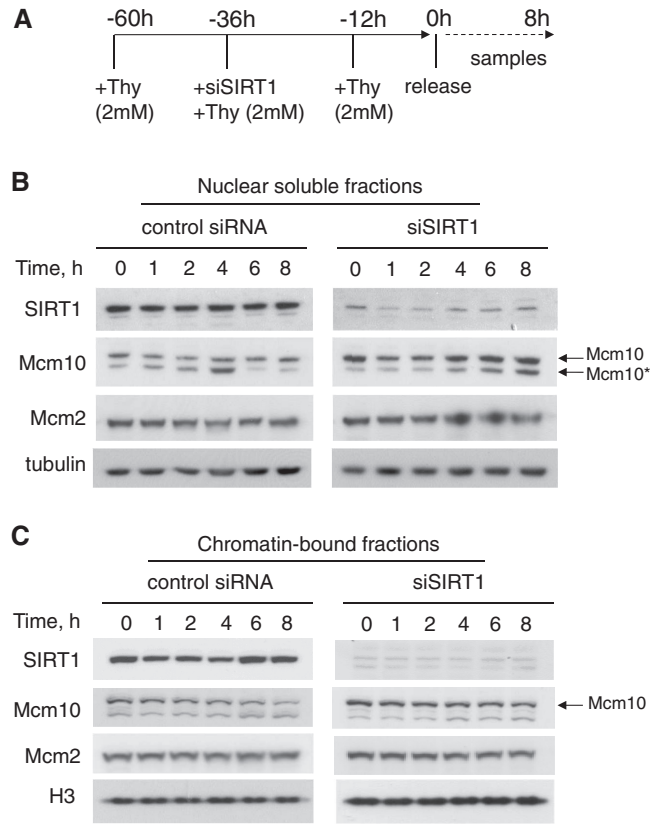 A
-60h -36h -12h 0h 8h
samples
+Thy +siSIRT1 +Thy release
(2mM) +Thy (2mM) (2mM)
B
Nuclear soluble fractions
control siRNA siSIRT1
Time, h 0 1 2 4 6 8 0 1 2 4 6 8
SIRT1
Mcm10 Mcm10
Mcm10*
Mcm2
tubulin
C
Chromatin-bound fractions
control siRNA siSIRT1
Time, h 0 1 2 4 6 8 0 1 2 4 6 8
SIRT1
Mcm10 Mcm10
Mcm2
H3